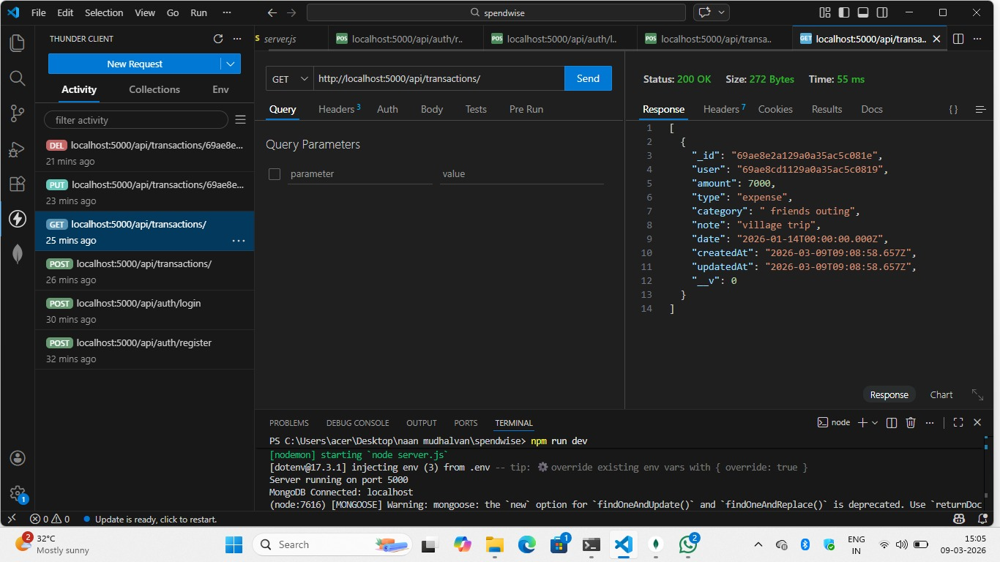 File Edit Selection View Go Run ···
spendwise
THUNDER CLIENT
New Request
Activity Collections Env
filter activity
DEL localhost:5000/api/transactions/69ae8e...
21 mins ago
PUT localhost:5000/api/transactions/69ae8e...
23 mins ago
GET localhost:5000/api/transactions/
25 mins ago
POST localhost:5000/api/transactions/
26 mins ago
POST localhost:5000/api/auth/login
30 mins ago
POST localhost:5000/api/auth/register
32 mins ago
S server.js
POS localhost:5000/api/auth/r..
POS localhost:5000/api/auth/l..
POS localhost:5000/api/transa..
GET localhost:5000/api/transa..
GET http://localhost:5000/api/transactions/ Send
Query Headers 3 Auth Body Tests Pre Run
Query Parameters
parameter value
Status: 200 OK Size: 272 Bytes Time: 55 ms
Response Headers 7 Cookies Results Docs { }
1 [
2 {
3 "_id": "69ae8e2a129a0a35ac5c081e",
4 "user": "69ae8cd1129a0a35ac5c0819",
5 "amount": 7000,
6 "type": "expense",
7 "category": " friends outing",
8 "note": "village trip",
9 "date": "2026-01-14T00:00:00.000Z",
10 "createdAt": "2026-03-09T09:08:58.657Z",
11 "updatedAt": "2026-03-09T09:08:58.657Z",
12 "__v": 0
13 }
14 ]
Response Chart
PROBLEMS DEBUG CONSOLE OUTPUT PORTS TERMINAL
node
PS C:\Users\acer\Desktop\naan mudhalvan\spendwise> npm run dev
[nodemon] starting `node server.js`
[dotenv@17.3.1] injecting env (3) from .env -- tip: ⚙ override existing env vars with { override: true }
Server running on port 5000
MongoDB Connected: localhost
(node:7616) [MONGOOSE] Warning: mongoose: the `new` option for `findOneAndUpdate()` and `findOneAndReplace()` is deprecated. Use `returnDoc
1
0 0 Update is ready, click to restart.
2
32°C
Mostly sunny
Search
1
2
ENG
IN
15:05
09-03-2026